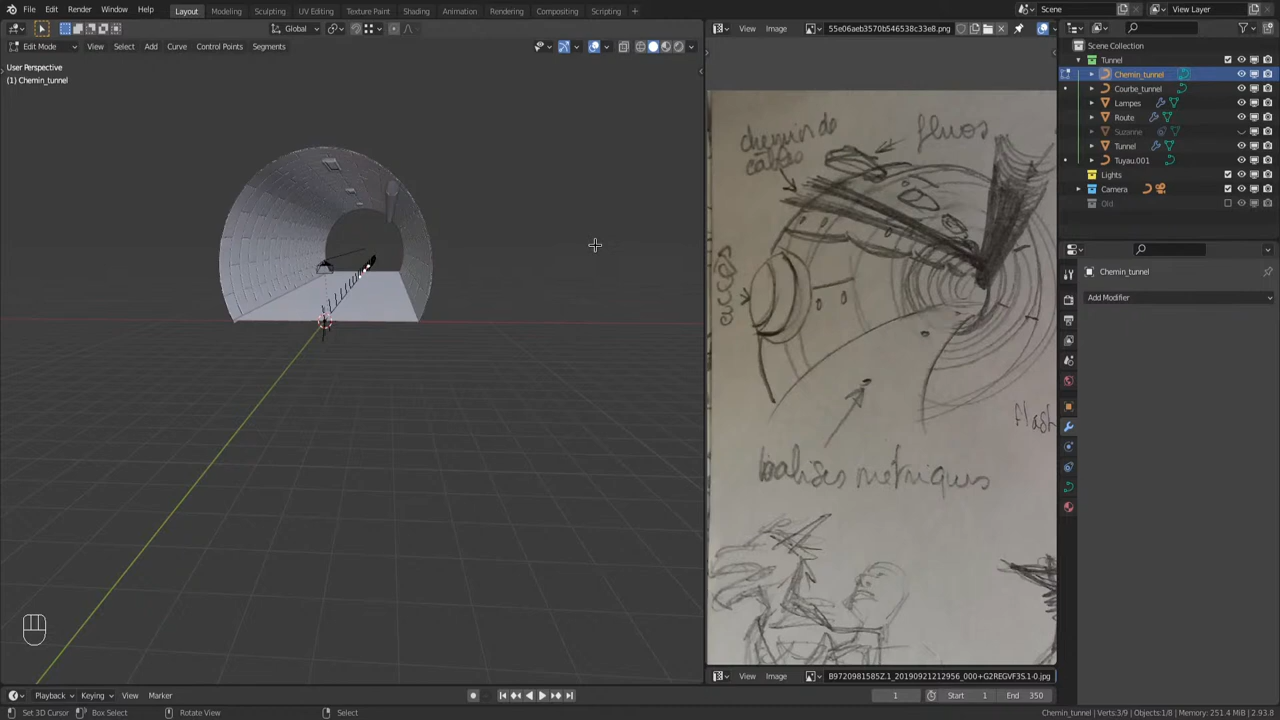 File Edit Render Window Help
Layout Modeling Sculpting UV Editing Texture Paint Shading Animation Rendering Compositing Scripting +
Scene View Layer
Global
View Image 55e06aeb3570b546538c33e8.png
Edit Mode View Select Add Curve Control Points Segments
User Perspective
(1) Chemin_tunnel
Scene Collection
Tunnel
Chemin_tunnel
Courbe_tunnel
Lampes
Route
Suzanne
Tunnel
Tuyau.001
Lights
Camera
Old
Chemin_tunnel
Add Modifier
chemin de
cables
fluos
accès
flash
balises métriques
View Image B9720981585Z.1_20190921212956_000+G2REGVF3S.1-0.jpg
Playback Keying View Marker
1 Start 1 End 350
Set 3D Cursor Box Select Rotate View Select
Chemin_tunnel | Verts:3/9 | Objects:1/8 | Memory: 251.4 MiB | 2.93.8